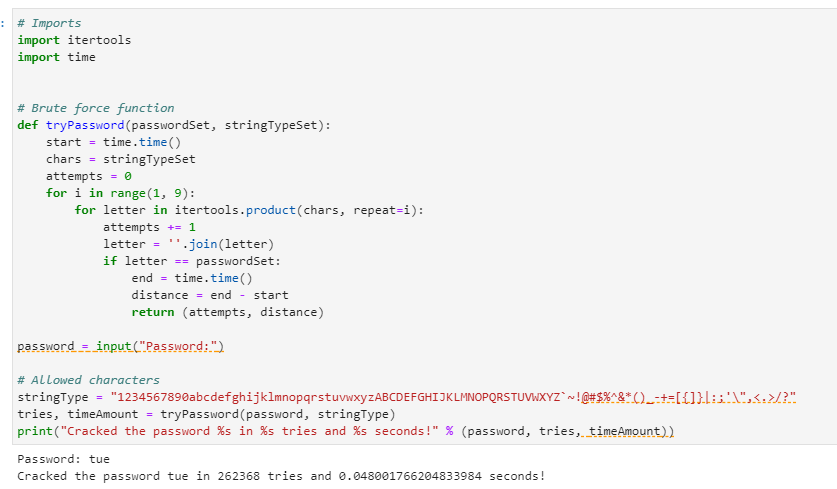 # Imports
import itertools
import time
# Brute force function
def tryPassword(passwordSet, stringTypeSet):
    start = time.time()
    chars = stringTypeSet
    attempts = 0
    for i in range(1, 9):
        for letter in itertools.product(chars, repeat=i):
            attempts += 1
            letter = ''.join(letter)
            if letter == passwordSet:
                end = time.time()
                distance = end - start
                return (attempts, distance)
password = input("Password:")
# Allowed characters
stringType = "1234567890abcdefghijklmnopqrstuvwxyzABCDEFGHIJKLMNOPQRSTUVWXYZ`~!@#$%^&*()_-+=[{]}|:;'\",<.>/?"
tries, timeAmount = tryPassword(password, stringType)
print("Cracked the password %s in %s tries and %s seconds!" % (password, tries, timeAmount))
Password: tue
Cracked the password tue in 262368 tries and 0.048001766204833984 seconds!